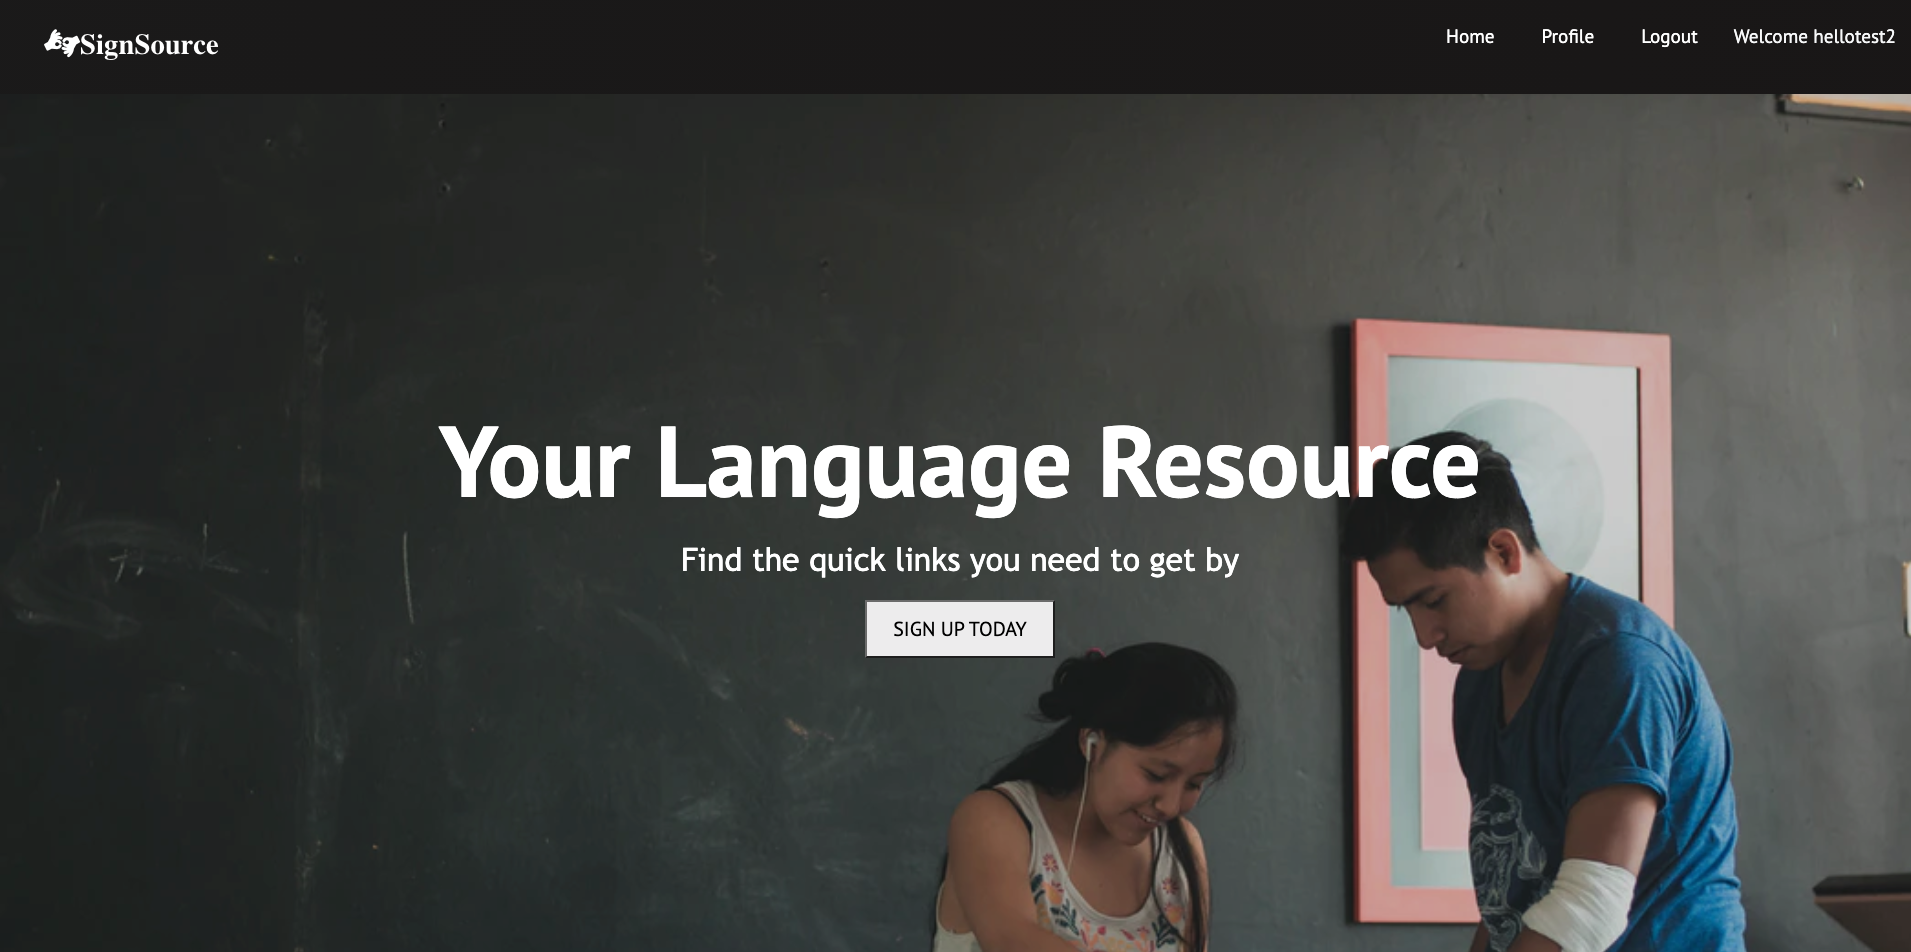 SignSource
Home Profile Logout Welcome hellotest2
Your Language Resource
Find the quick links you need to get by
SIGN UP TODAY